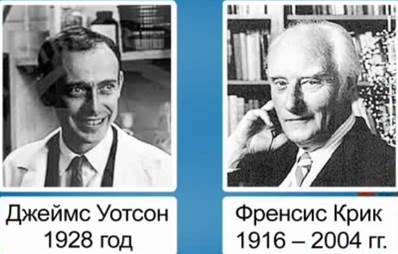 Джеймс Уотсон
1928 год
Френсис Крик
1916 – 2004 гг.